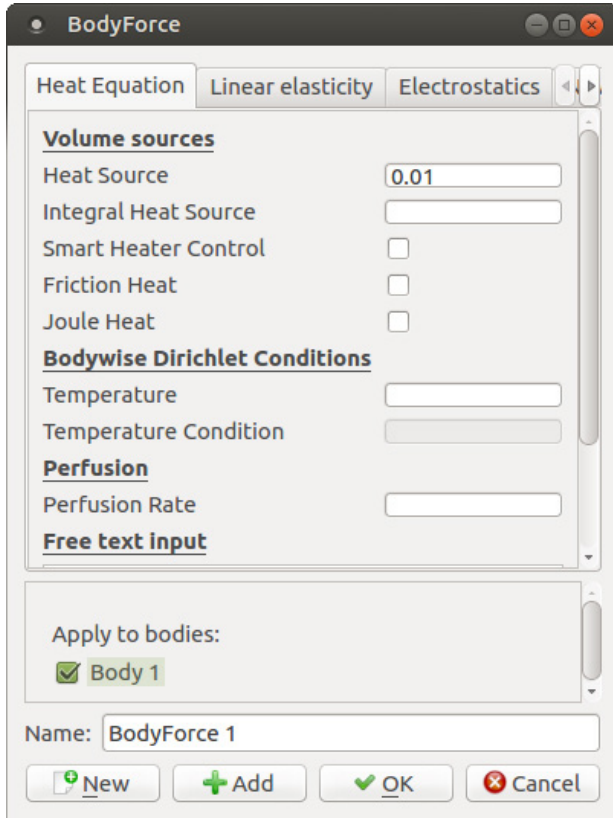 BodyForce
Heat Equation Linear elasticity Electrostatics
Volume sources
Heat Source 0.01
Integral Heat Source
Smart Heater Control
Friction Heat
Joule Heat
Bodywise Dirichlet Conditions
Temperature
Temperature Condition
Perfusion
Perfusion Rate
Free text input
Apply to bodies:
Body 1
Name: BodyForce 1
New Add OK Cancel